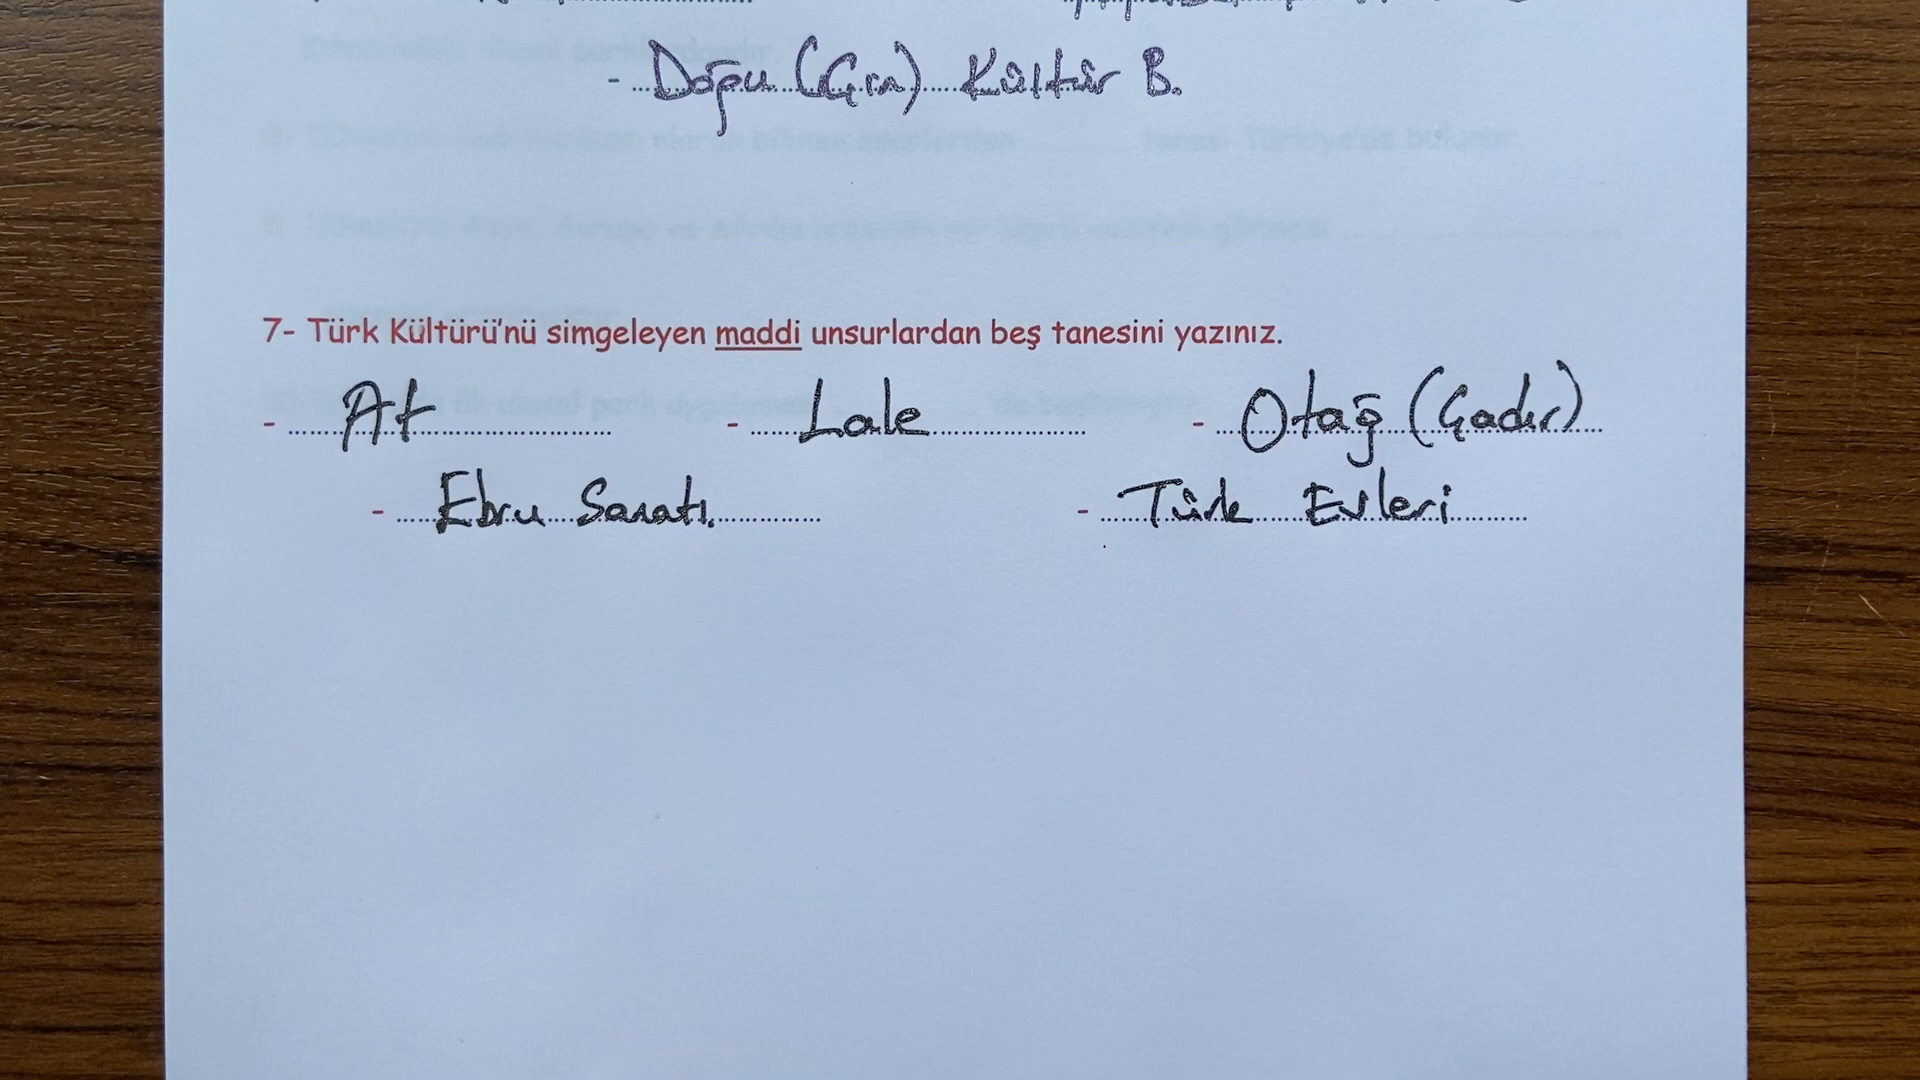 - Doğu (Çin) Kültür B.
7- Türk Kültürü'nü simgeleyen maddi unsurlardan beş tanesini yazınız.
- At - Lale - Otağ (Çadır)
- Ebru Sanatı - Türk Evleri